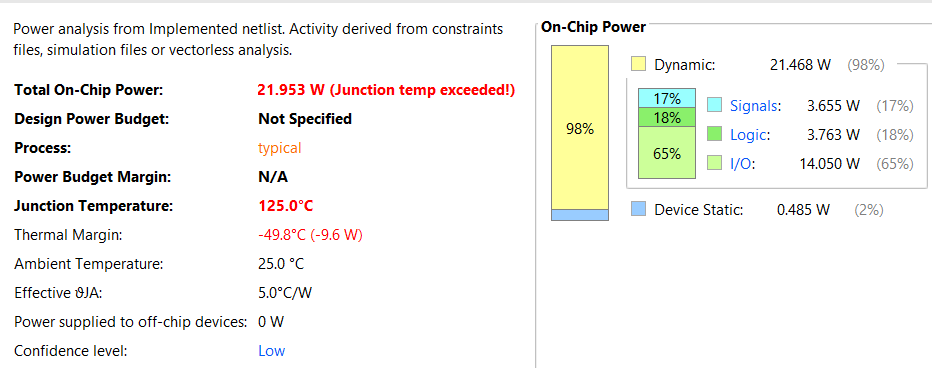 Power analysis from Implemented netlist. Activity derived from constraints
files, simulation files or vectorless analysis.
Total On-Chip Power: 21.953 W (Junction temp exceeded!)
Design Power Budget: Not Specified
Process: typical
Power Budget Margin: N/A
Junction Temperature: 125.0°C
Thermal Margin: -49.8°C (-9.6 W)
Ambient Temperature: 25.0 °C
Effective ϑJA: 5.0°C/W
Power supplied to off-chip devices: 0 W
Confidence level: Low
On-Chip Power
Dynamic: 21.468 W (98%)
98%
17% Signals: 3.655 W (17%)
18% Logic: 3.763 W (18%)
65% I/O: 14.050 W (65%)
Device Static: 0.485 W (2%)